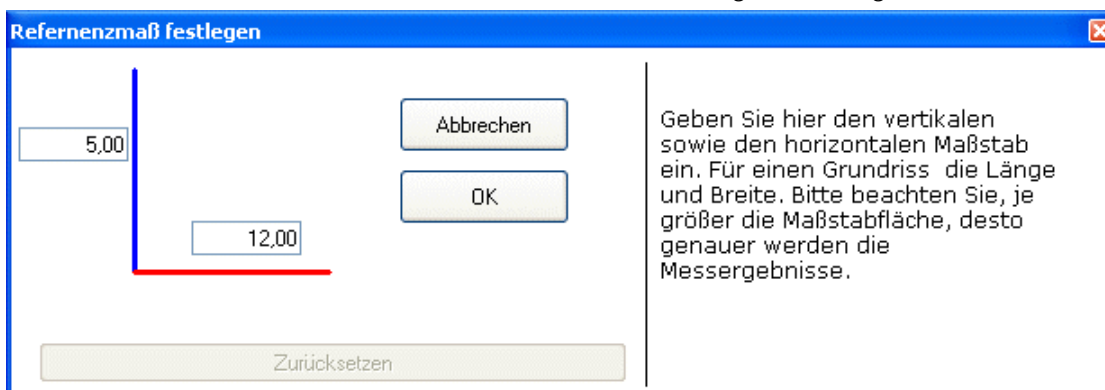 Refernenzmaß festlegen
5,00
12,00
Abbrechen
OK
Zurücksetzen
Geben Sie hier den vertikalen
sowie den horizontalen Maßstab
ein. Für einen Grundriss  die Länge
und Breite. Bitte beachten Sie, je
größer die Maßstabfläche, desto
genauer werden die
Messergebnisse.